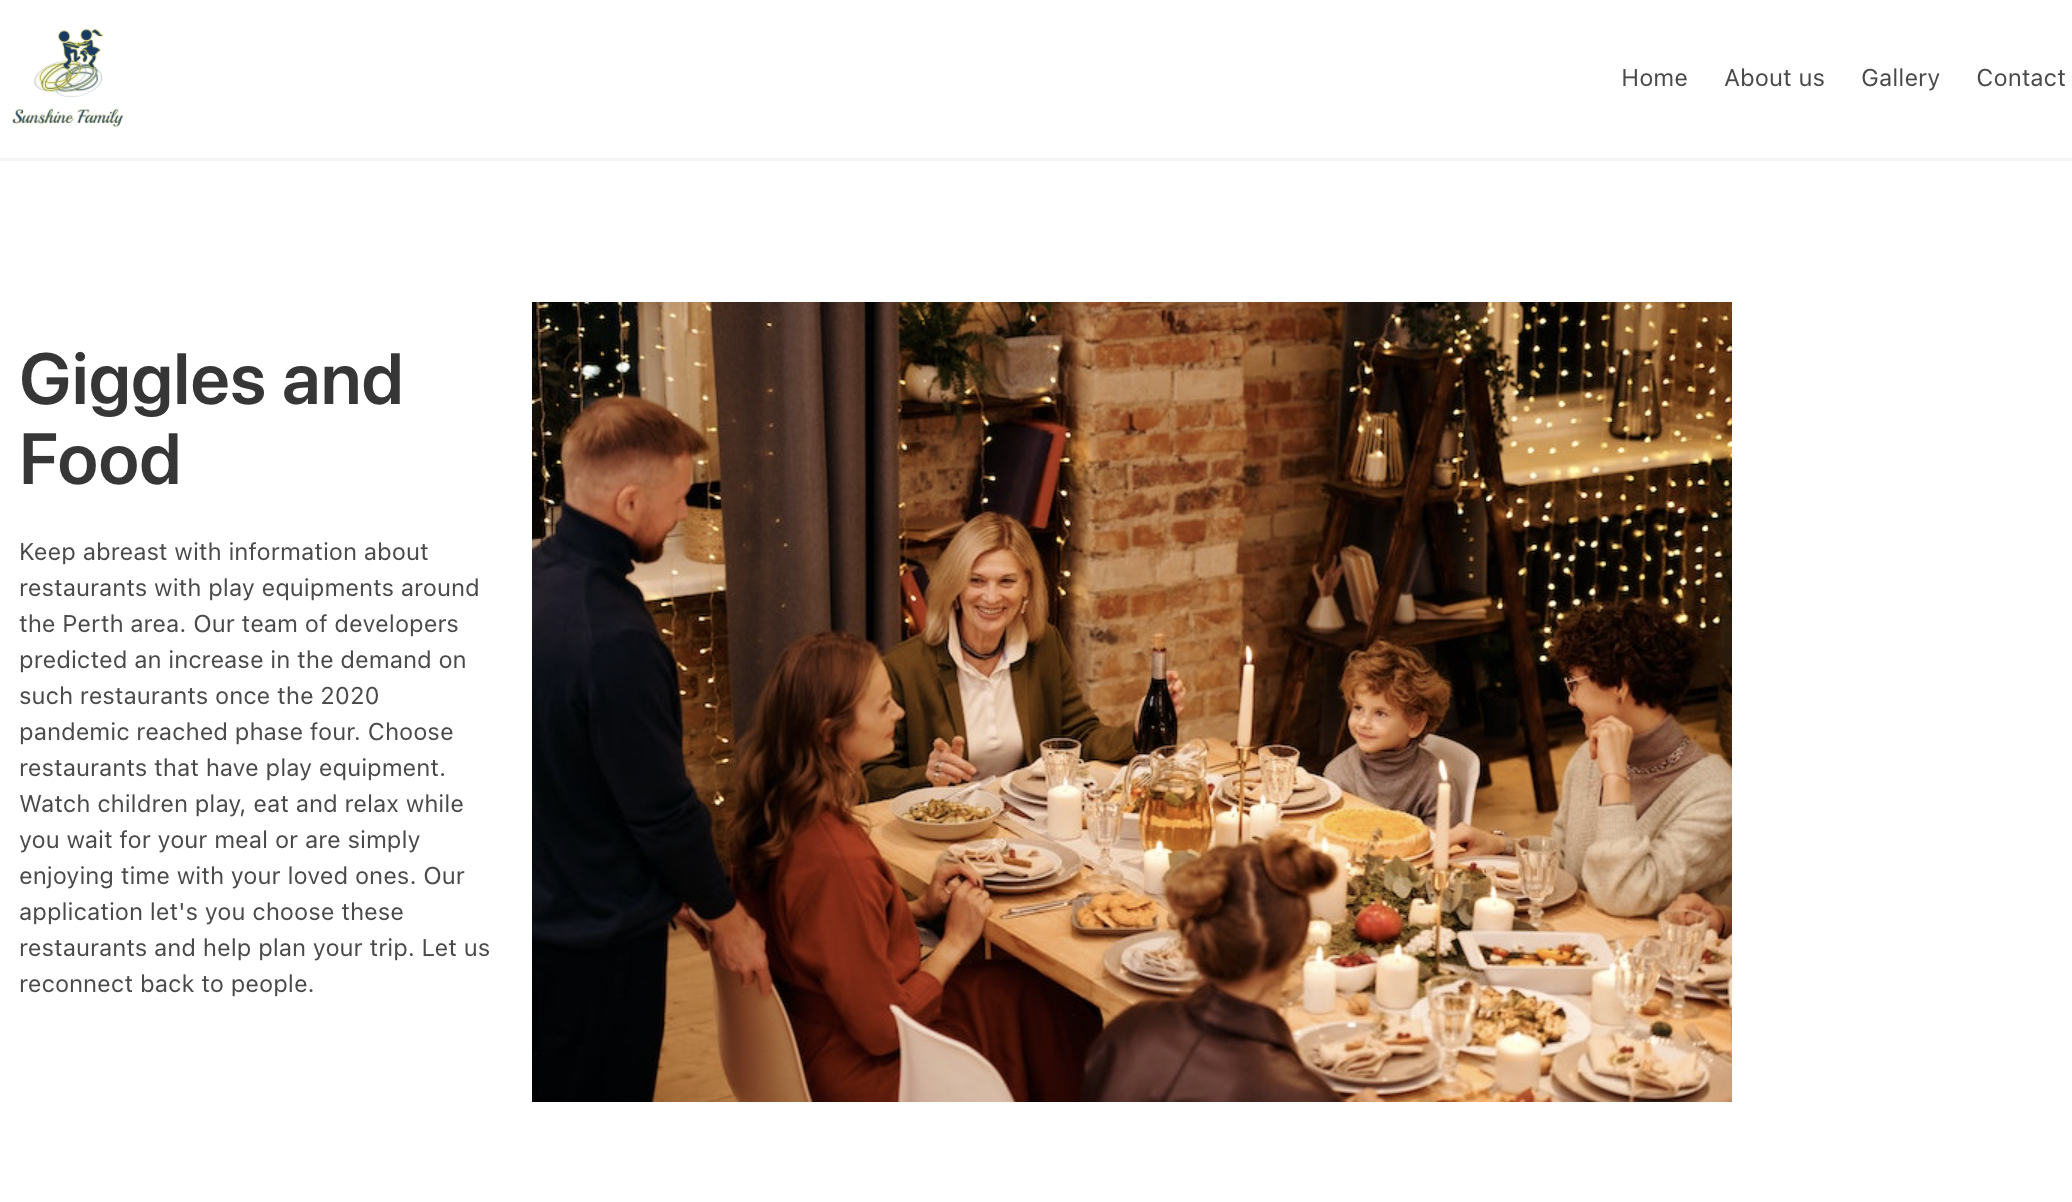 Sunshine Family
Home About us Gallery Contact
Giggles and
Food
Keep abreast with information about
restaurants with play equipments around
the Perth area. Our team of developers
predicted an increase in the demand on
such restaurants once the 2020
pandemic reached phase four. Choose
restaurants that have play equipment.
Watch children play, eat and relax while
you wait for your meal or are simply
enjoying time with your loved ones. Our
application let's you choose these
restaurants and help plan your trip. Let us
reconnect back to people.